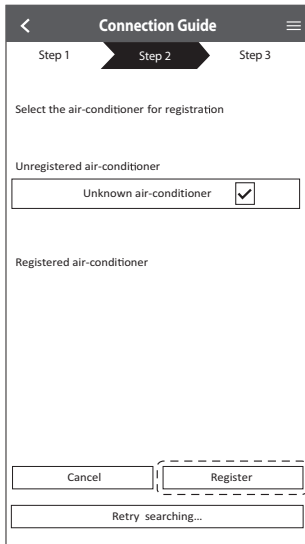 Connection Guide
Step 1 Step 2 Step 3
Select the air-conditioner for registration
Unregistered air-conditioner
Unknown air-conditioner
Registered air-conditioner
Cancel Register
Retry searching...